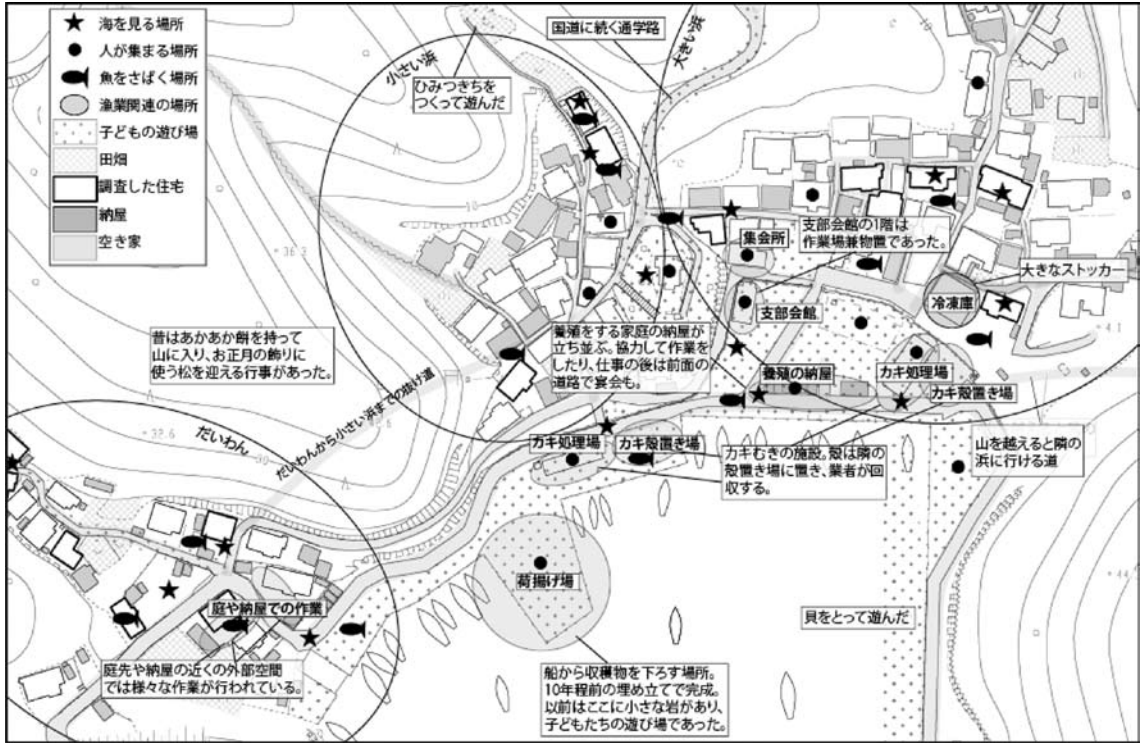 海を見る場所
人が集まる場所
魚をさばく場所
漁業関連の場所
子どもの遊び場
田畑
調査した住宅
納屋
空き家
国道に続く通学路
小さい浜
大きい浜
ひみつきちを
つくって遊んだ
支部会館の1階は
作業場兼物置であった。
集会所
大きなストッカー
冷凍庫
支部会館
昔はあかあか餅を持って
山に入り、お正月の飾りに
使う松を迎える行事があった。
養殖をする家庭の納屋が
立ち並ぶ。協力して作業を
したり、仕事の後は前面の
道路で宴会も。
養殖の納屋
カキ処理場
カキ殻置き場
だいわんから小さい浜までの抜け道
だいわん
カキ処理場
カキ殻置き場
カキむきの施設。殻は隣の
殻置き場に置き、業者が回
収する。
山を越えると隣の
浜に行ける道
荷揚げ場
庭や納屋での作業
貝をとって遊んだ
庭先や納屋の近くの外部空間
では様々な作業が行われている。
船から収穫物を下ろす場所。
10年程前の埋め立てで完成。
以前はここに小さな岩があり、
子どもたちの遊び場であった。
36.3
32.6
4.1